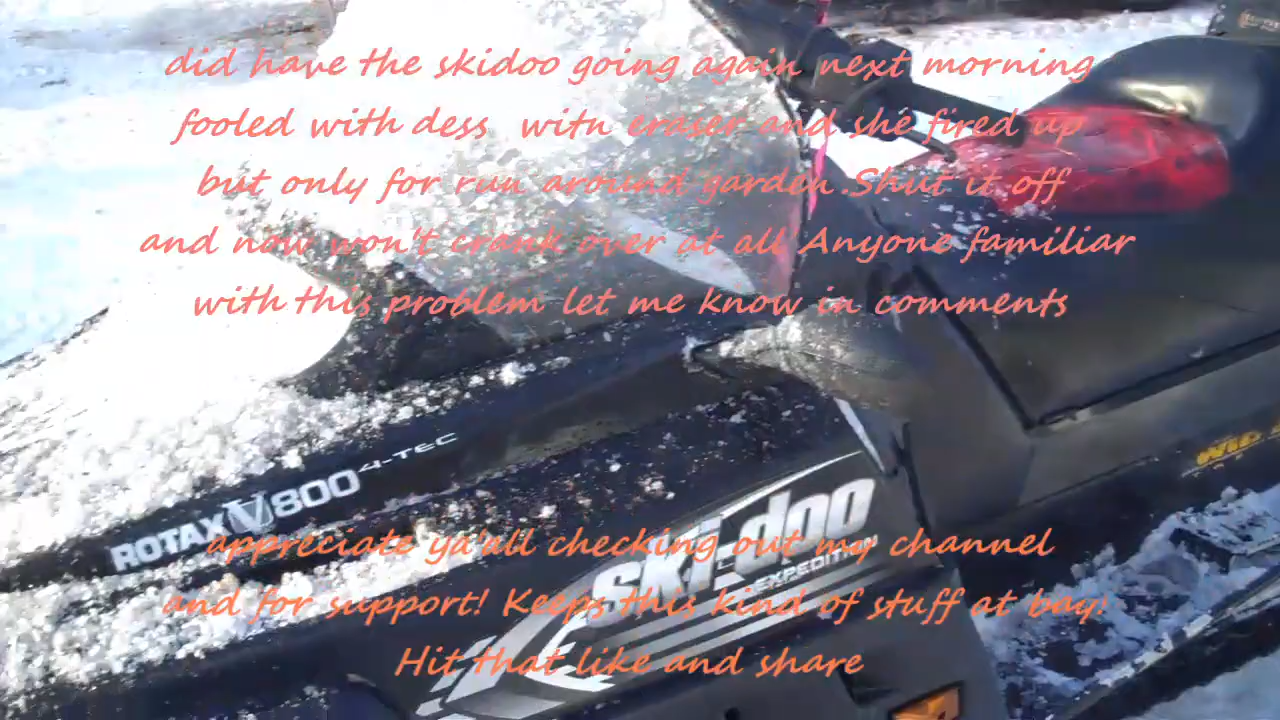 did have the skidoo going again next morning
fooled with dess with eraser and she fired up
but only for run around garden.Shut it off
and now won't crank over at all Anyone familiar
with this problem let me know in comments
ROTAX V800 4-TEC
ski-doo
EXPEDITION
appreciate ya'all checking out my channel
and for support! Keeps this kind of stuff at bay!
Hit that like and share